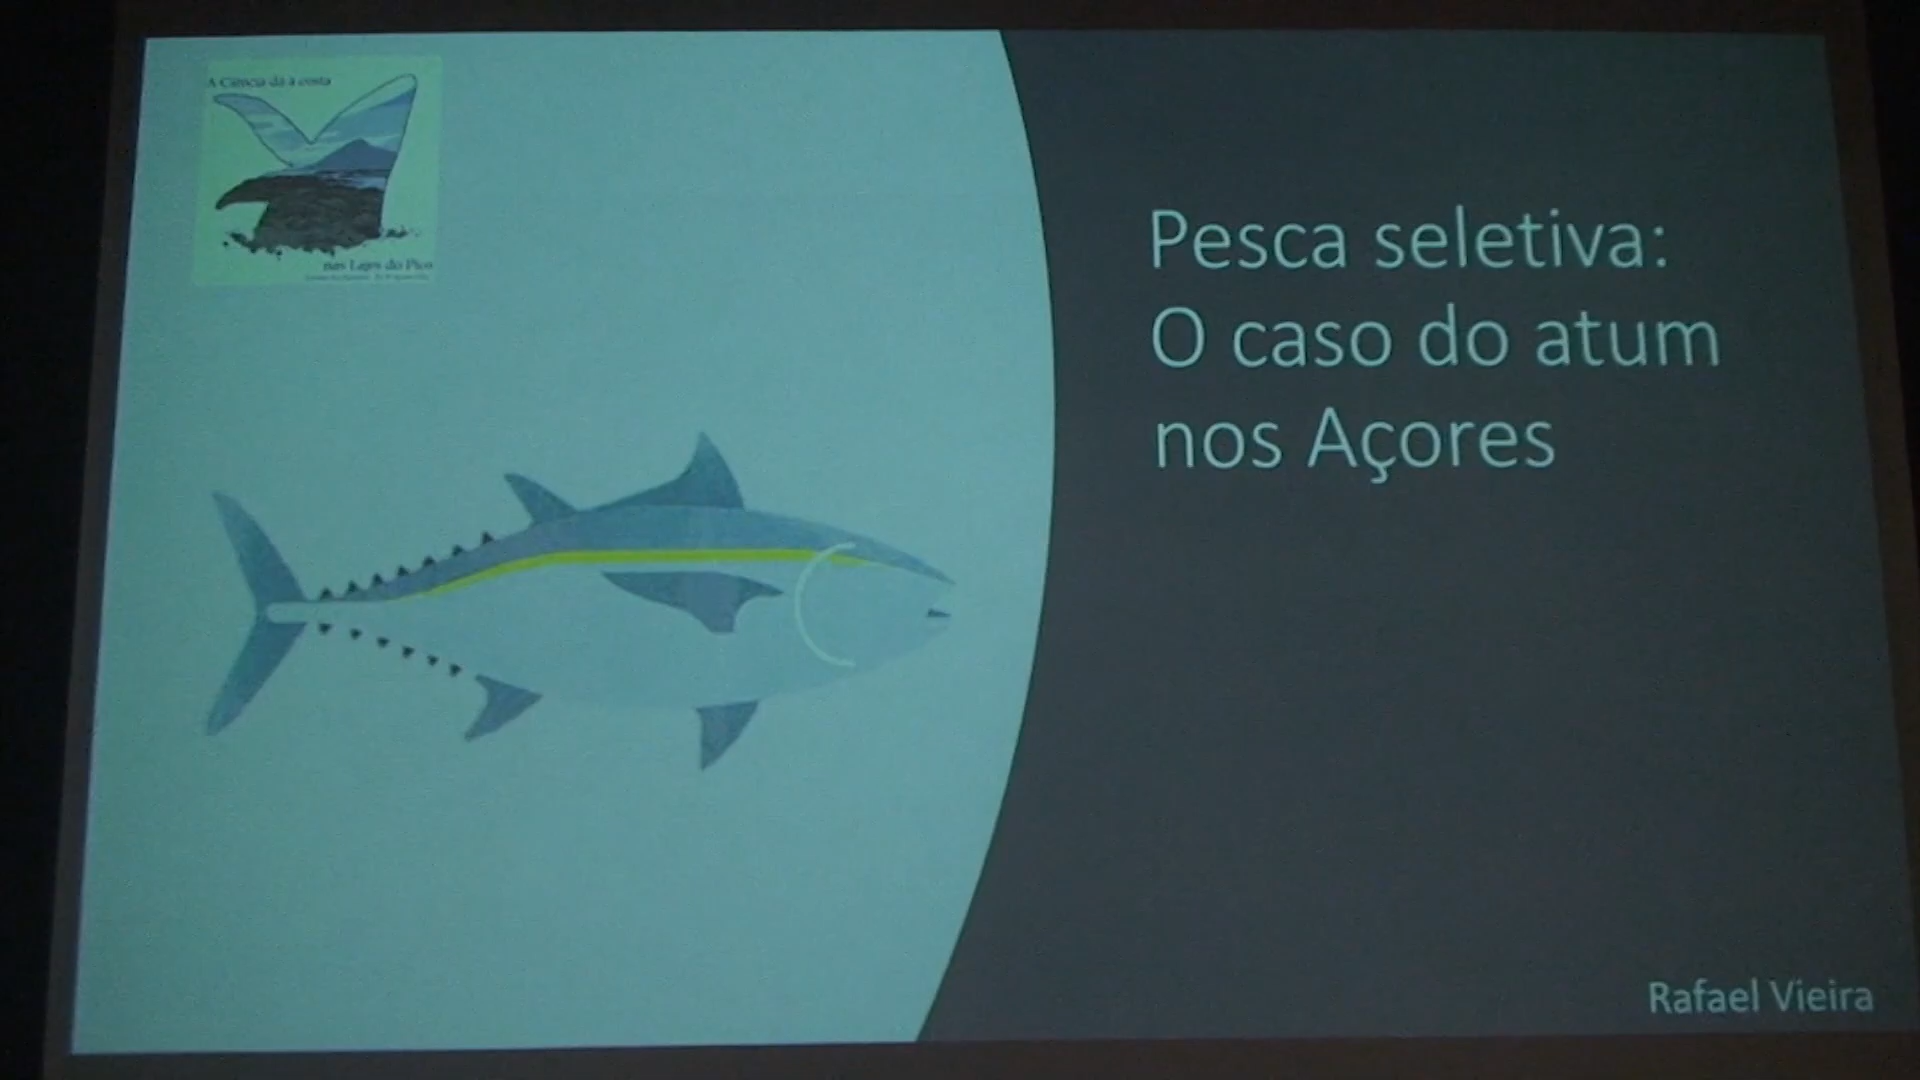 A Ciência dá à costa
nas Lajes do Pico
Pesca seletiva:
O caso do atum
nos Açores
Rafael Vieira